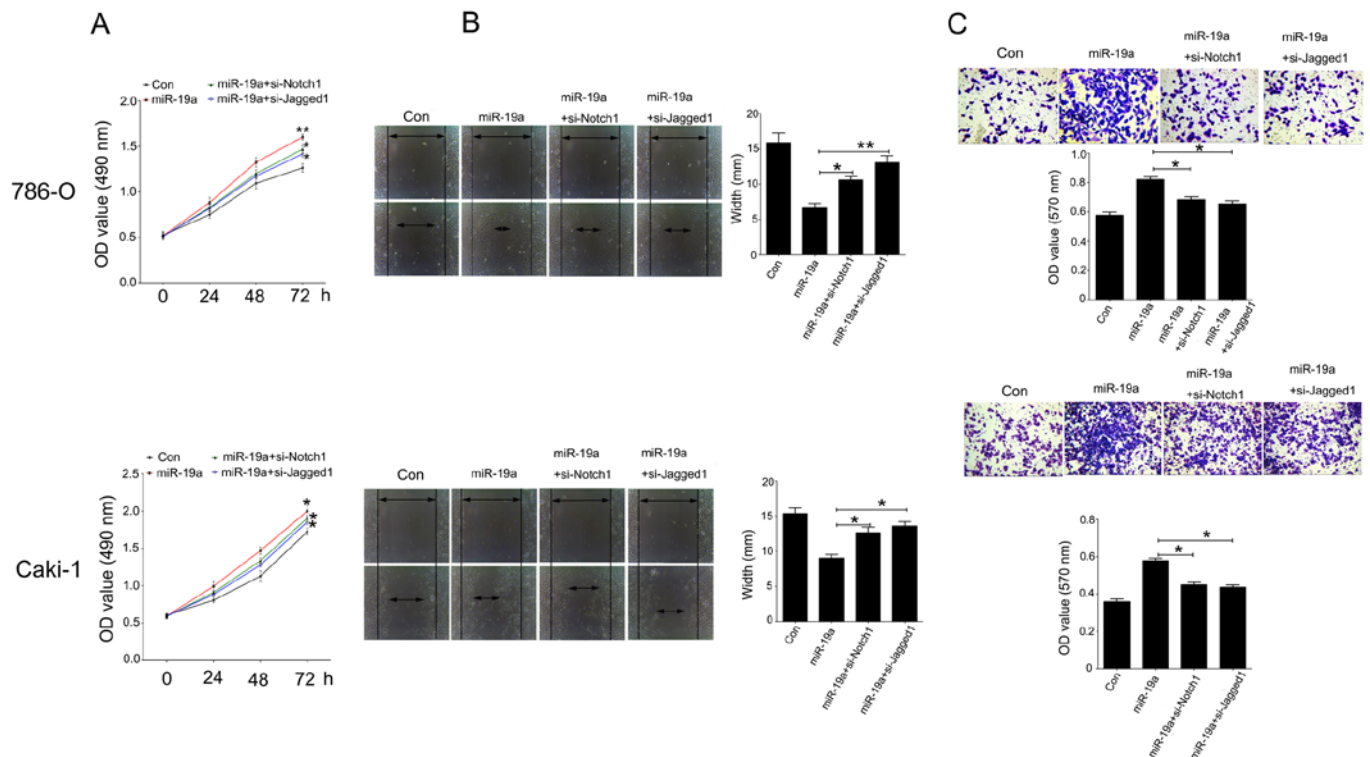 A
B
C
786-O
Con
miR-19a+si-Notch1
miR-19a
miR-19a+si-Jagged1
OD value (490 nm)
2.0
1.5
1.0
0.5
0.0
**
*
*
0 24 48 72 h
Con
miR-19a
miR-19a
+si-Notch1
miR-19a
+si-Jagged1
Width (mm)
20
15
10
5
0
**
*
Con
miR-19a
miR-19a+si-Notch1
miR-19a+si-Jagged1
Con
miR-19a
miR-19a
+si-Notch1
miR-19a
+si-Jagged1
OD value (570 nm)
1.0
0.8
0.6
0.4
0.2
0
*
*
Con
miR-19a
miR-19a
+si-Notch1
miR-19a
+si-Jagged1
Caki-1
Con
miR-19a+si-Notch1
miR-19a
miR-19a+si-Jagged1
OD value (490 nm)
2.5
2.0
1.5
1.0
0.5
0.0
*
*
*
0 24 48 72 h
Con
miR-19a
miR-19a
+si-Notch1
miR-19a
+si-Jagged1
Width (mm)
20
15
10
5
0
*
*
Con
miR-19a
miR-19a+si-Notch1
miR-19a+si-Jagged1
Con
miR-19a
miR-19a
+si-Notch1
miR-19a
+si-Jagged1
OD value (570 nm)
0.8
0.6
0.4
0.2
0
*
*
Con
miR-19a
miR-19a+si-Notch1
miR-19a+si-Jagged1